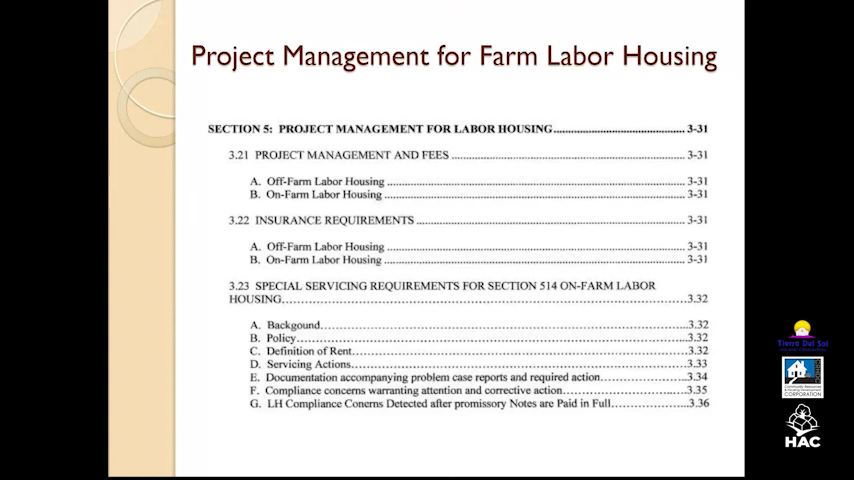 Project Management for Farm Labor Housing
SECTION 5: PROJECT MANAGEMENT FOR LABOR HOUSING................................................ 3-31
3.21 PROJECT MANAGEMENT AND FEES ................................................ 3-31
A. Off-Farm Labor Housing ................................................ 3-31
B. On-Farm Labor Housing ................................................ 3-31
3.22 INSURANCE REQUIREMENTS ................................................ 3-31
A. Off-Farm Labor Housing ................................................ 3-31
B. On-Farm Labor Housing ................................................ 3-31
3.23 SPECIAL SERVICING REQUIREMENTS FOR SECTION 514 ON-FARM LABOR
HOUSING................................................3.32
A. Backgound................................................3.32
B. Policy................................................3.32
C. Definition of Rent................................................3.32
D. Servicing Actions................................................3.33
E. Documentation accompanying problem case reports and required action........................3.34
F. Compliance concerns warranting attention and corrective action................................3.35
G. LH Compliance Conerns Detected after promissory Notes are Paid in Full....................3.36
Tierra Del Sol
Community Resources
& Housing Development
CORPORATION
HAC